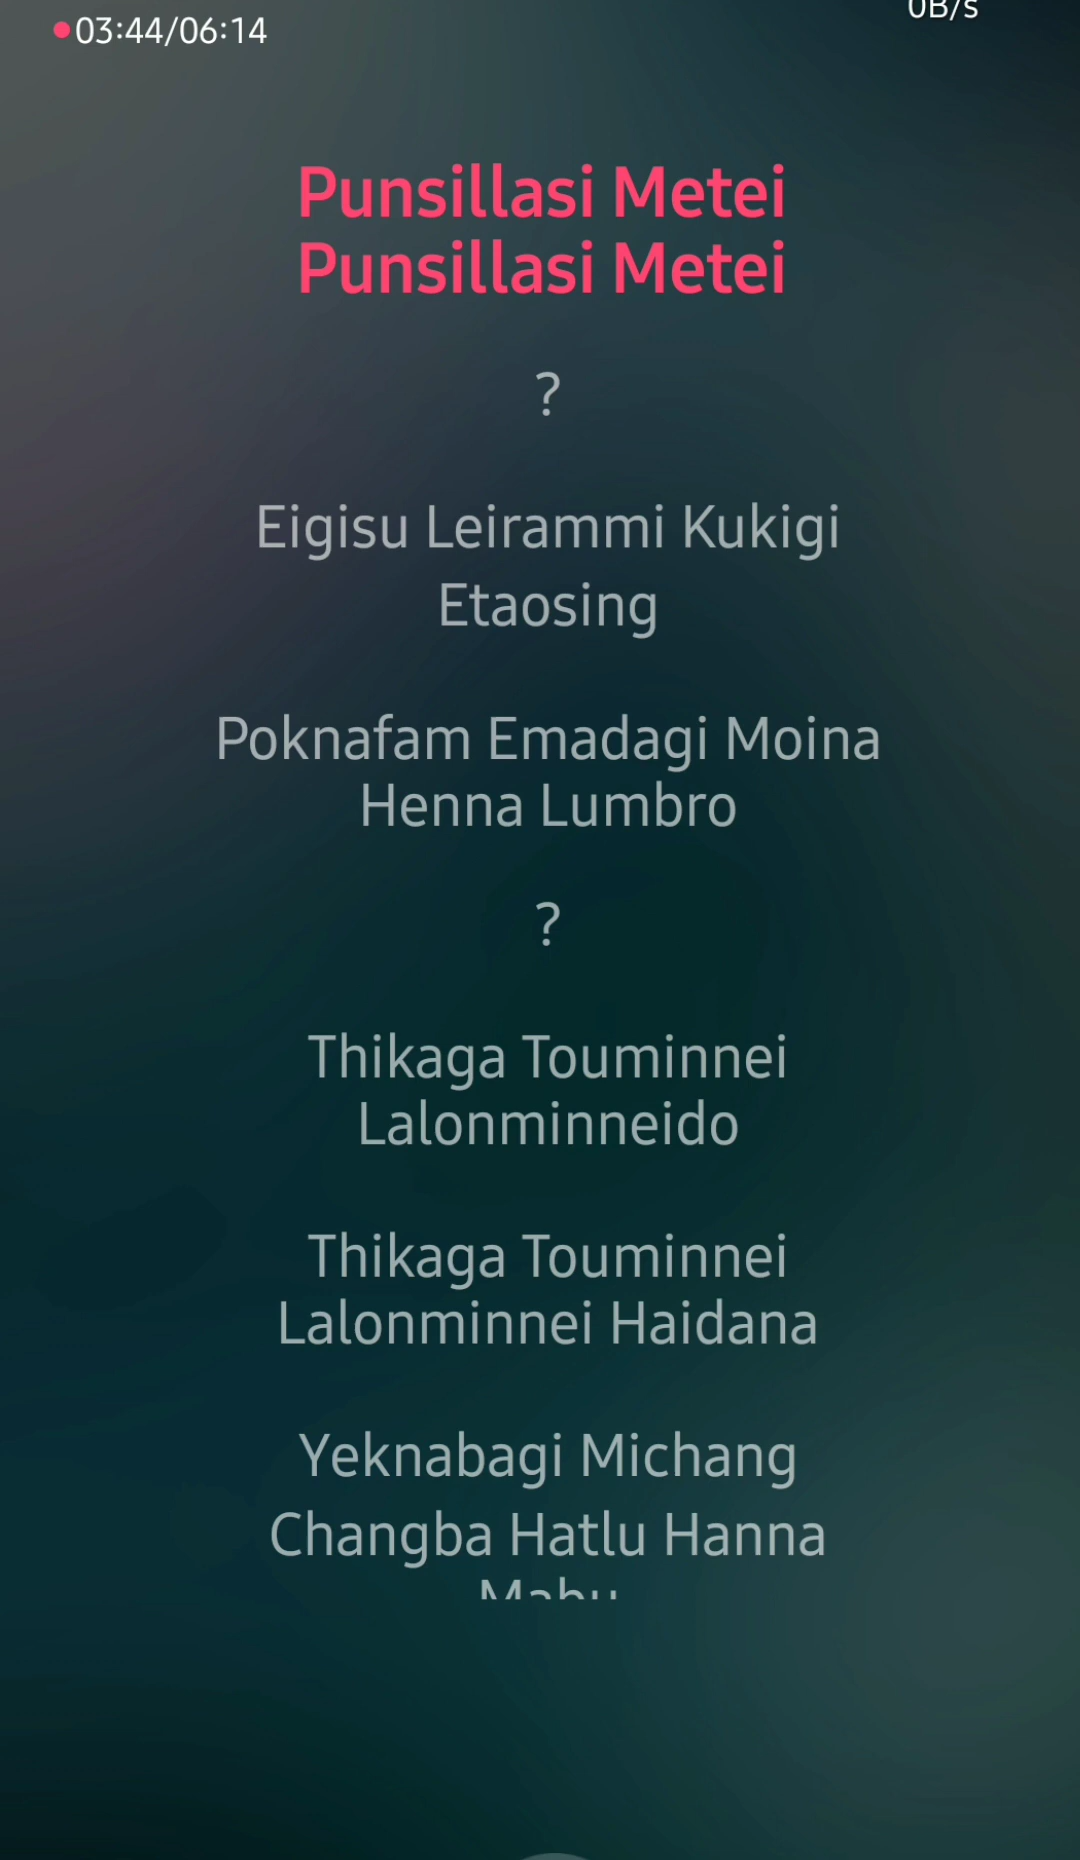 0B/s
03:44/06:14
Punsillasi Metei
Punsillasi Metei
?
Eigisu Leirammi Kukigi
Etaosing
Poknafam Emadagi Moina
Henna Lumbro
?
Thikaga Touminnei
Lalonminneido
Thikaga Touminnei
Lalonminnei Haidana
Yeknabagi Michang
Changba Hatlu Hanna